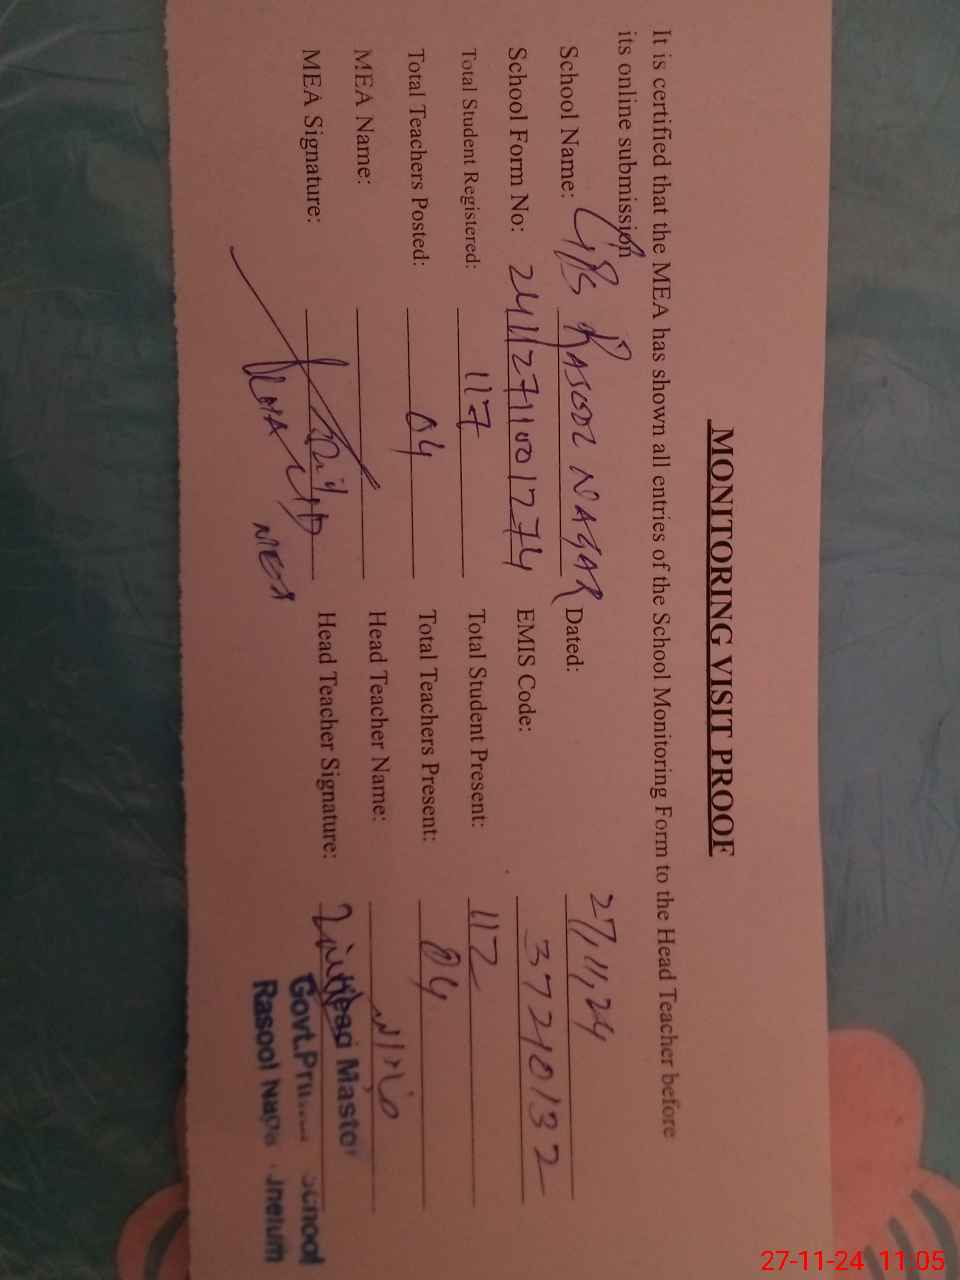 MONITORING VISIT PROOF
It is certified that the MEA has shown all entries of the School Monitoring Form to the Head Teacher before
its online submission
School Name: GPS RASOOL NAGAR Dated: 27,11,24
School Form No: 24112711001274 EMIS Code: 37210132
Total Student Registered: 117 Total Student Present: 112
Total Teachers Posted: 04 Total Teachers Present: 04
MEA Name: Head Teacher Name:
MEA Signature: Head Teacher Signature:
MEA
Head Master
Govt. School
Rasool Jhelum
27-11-24 11:05